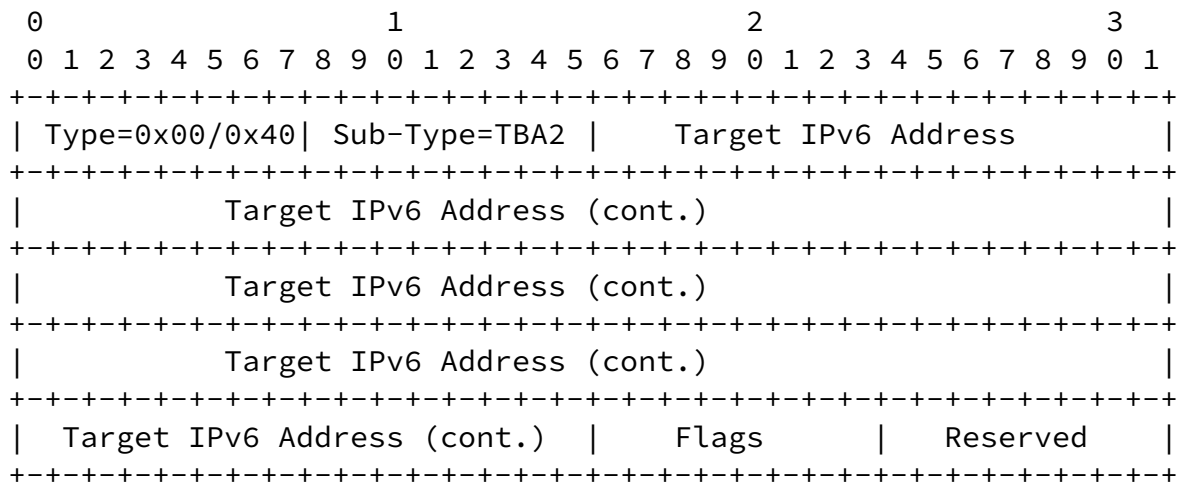 0                   1                   2                   3
 0 1 2 3 4 5 6 7 8 9 0 1 2 3 4 5 6 7 8 9 0 1 2 3 4 5 6 7 8 9 0 1
+-+-+-+-+-+-+-+-+-+-+-+-+-+-+-+-+-+-+-+-+-+-+-+-+-+-+-+-+-+-+-+-+
| Type=0x00/0x40| Sub-Type=TBA2 |    Target IPv6 Address        |
+-+-+-+-+-+-+-+-+-+-+-+-+-+-+-+-+-+-+-+-+-+-+-+-+-+-+-+-+-+-+-+-+
|           Target IPv6 Address (cont.)                         |
+-+-+-+-+-+-+-+-+-+-+-+-+-+-+-+-+-+-+-+-+-+-+-+-+-+-+-+-+-+-+-+-+
|           Target IPv6 Address (cont.)                         |
+-+-+-+-+-+-+-+-+-+-+-+-+-+-+-+-+-+-+-+-+-+-+-+-+-+-+-+-+-+-+-+-+
|           Target IPv6 Address (cont.)                         |
+-+-+-+-+-+-+-+-+-+-+-+-+-+-+-+-+-+-+-+-+-+-+-+-+-+-+-+-+-+-+-+-+
|  Target IPv6 Address (cont.)  |    Flags      |   Reserved    |
+-+-+-+-+-+-+-+-+-+-+-+-+-+-+-+-+-+-+-+-+-+-+-+-+-+-+-+-+-+-+-+-+